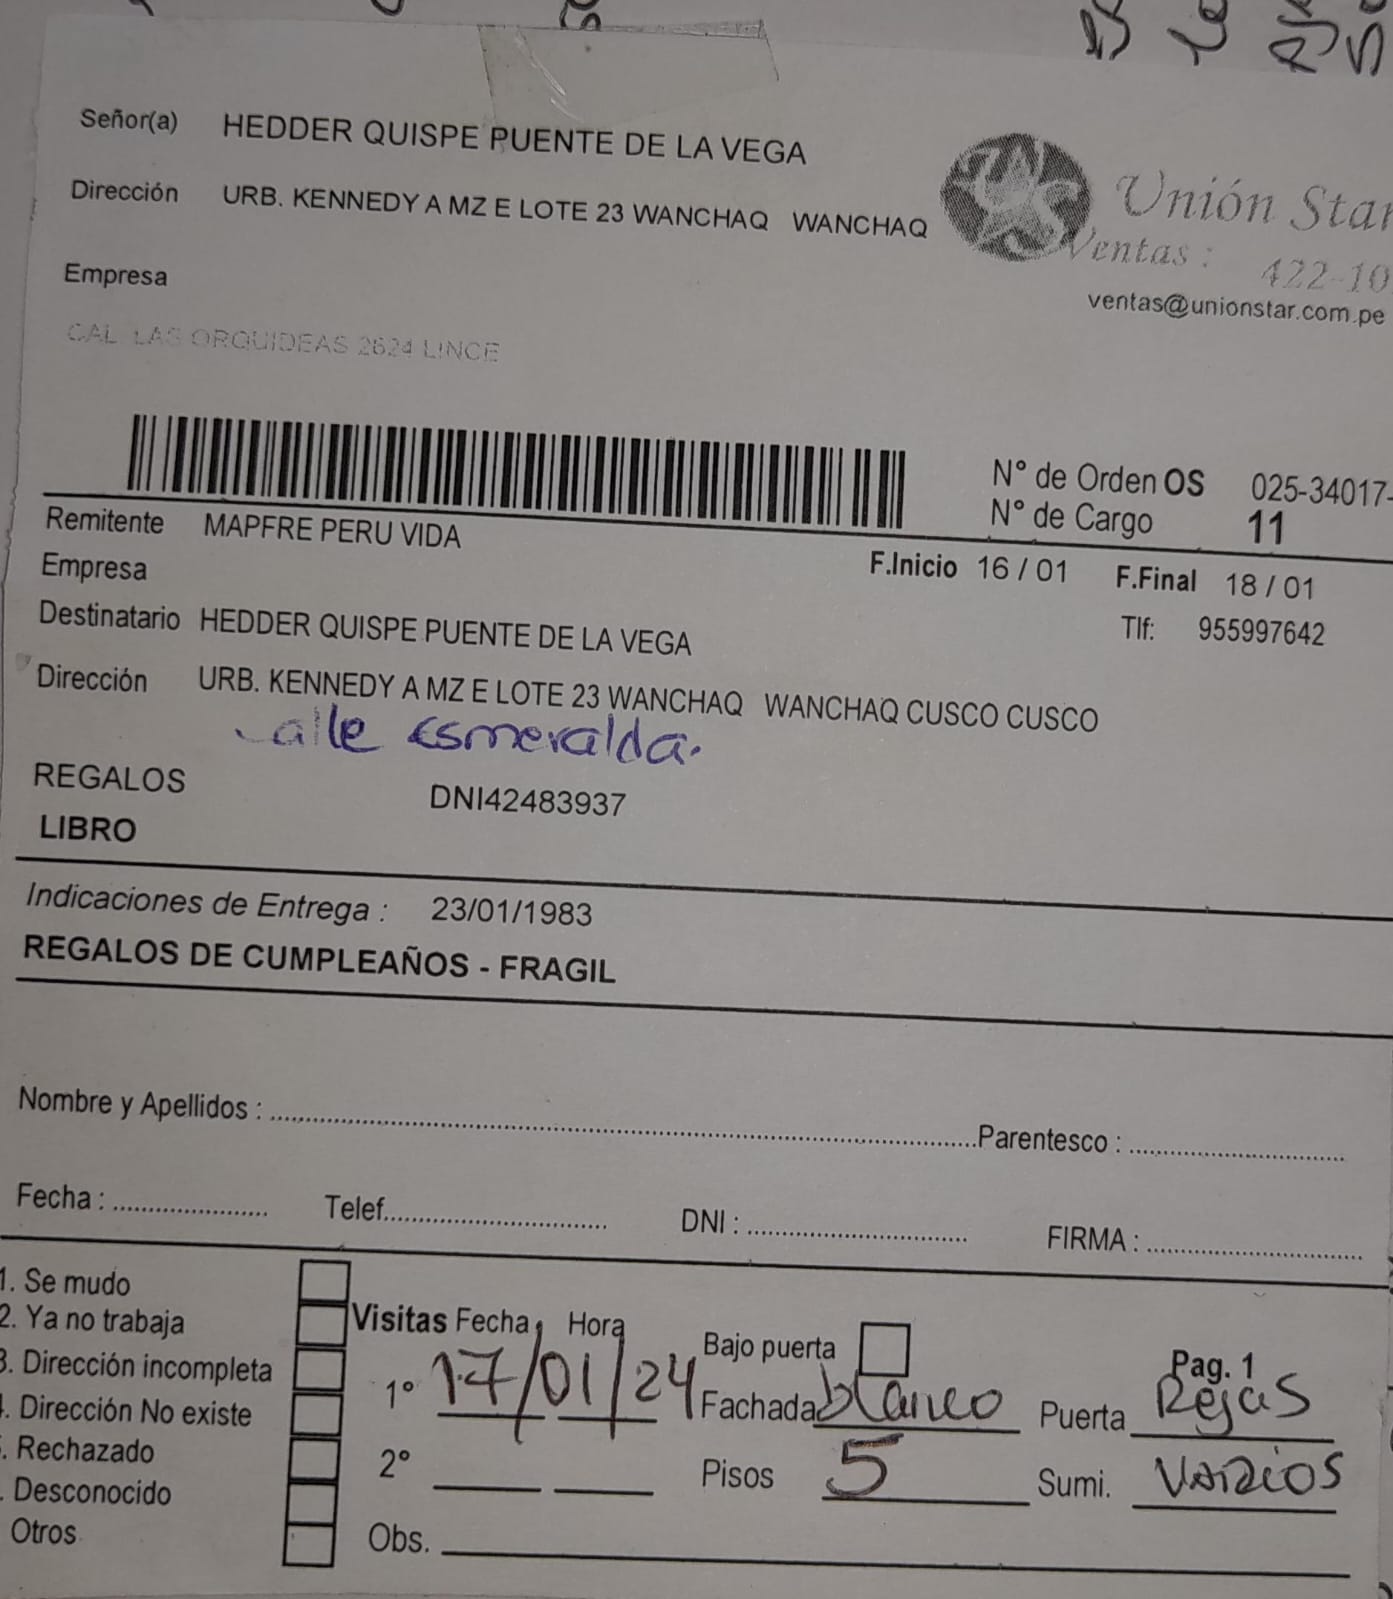 Señor(a) HEDDER QUISPE PUENTE DE LA VEGA
Dirección URB. KENNEDY A MZ E LOTE 23 WANCHAQ WANCHAQ
Unión Star
Ventas : 422-10
ventas@unionstar.com.pe
Empresa
CAL LAS ORQUIDEAS 2624 LINCE
N° de Orden OS 025-34017-
N° de Cargo 11
Remitente MAPFRE PERU VIDA
F.Inicio 16 / 01 F.Final 18 / 01
Empresa
Destinatario HEDDER QUISPE PUENTE DE LA VEGA
Tlf: 955997642
Dirección URB. KENNEDY A MZ E LOTE 23 WANCHAQ WANCHAQ CUSCO CUSCO
calle Esmeralda.
REGALOS DNI42483937
LIBRO
Indicaciones de Entrega : 23/01/1983
REGALOS DE CUMPLEAÑOS - FRAGIL
Nombre y Apellidos : Parentesco :
Fecha : Telef. DNI : FIRMA :
1. Se mudo
2. Ya no trabaja
3. Dirección incompleta
. Dirección No existe
. Rechazado
. Desconocido
Otros
Visitas Fecha Hora
1° 17/01/24
2°
Obs.
Bajo puerta
Pag. 1
Fachada blanco Puerta Rejas
Pisos 5 Sumi. VARIOS